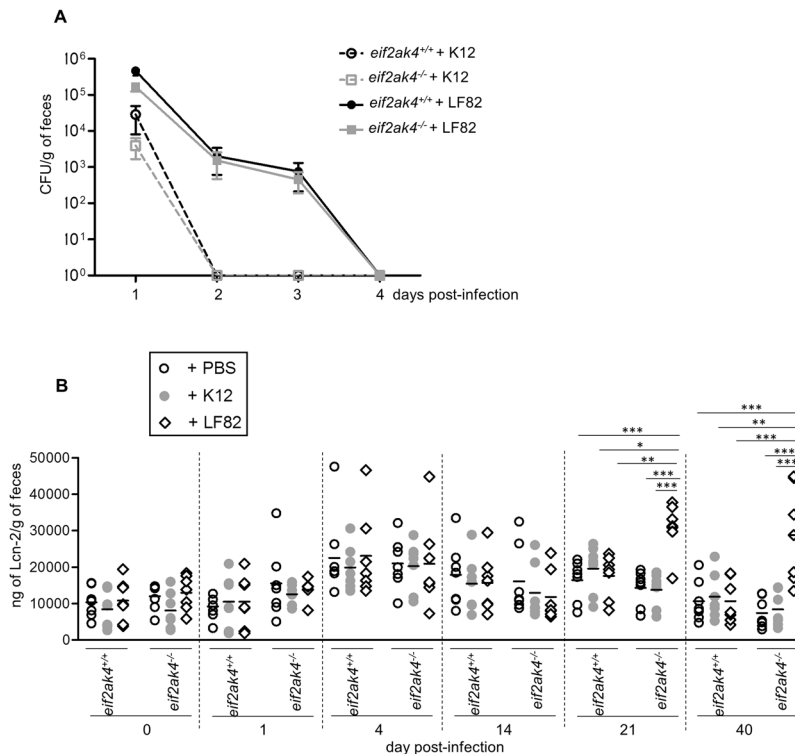 A
CFU/g of feces
10⁶
10⁵
10⁴
10³
10²
10¹
10⁰
1 2 3 4 days post-infection
eif2ak4⁺/⁺ + K12
eif2ak4⁻/⁻ + K12
eif2ak4⁺/⁺ + LF82
eif2ak4⁻/⁻ + LF82
B
+ PBS
+ K12
+ LF82
ng of Lcn-2/g of feces
50000
40000
30000
20000
10000
0
***
*
**
***
***
***
**
***
***
***
eif2ak4⁺/⁺ eif2ak4⁻/⁻ eif2ak4⁺/⁺ eif2ak4⁻/⁻ eif2ak4⁺/⁺ eif2ak4⁻/⁻ eif2ak4⁺/⁺ eif2ak4⁻/⁻ eif2ak4⁺/⁺ eif2ak4⁻/⁻ eif2ak4⁺/⁺ eif2ak4⁻/⁻
0 1 4 14 21 40
day post-infection